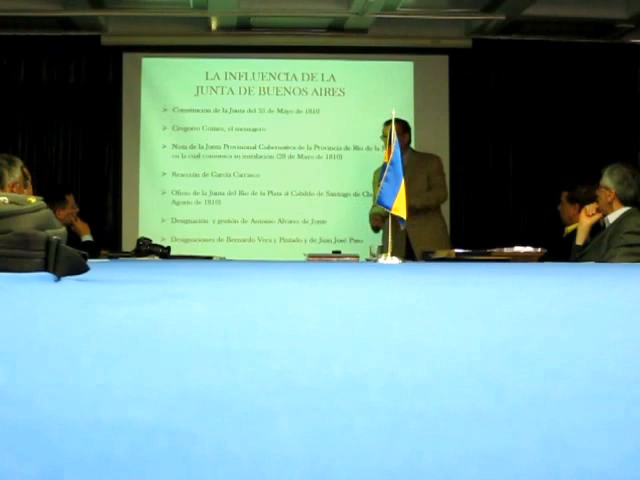 LA INFLUENCIA DE LA
JUNTA DE BUENOS AIRES
Constitución de la Junta del 25 de Mayo de 1810
Gregorio Gómez, el mensajero
Nota de la Junta Provisional Gubernativa de la Provincia de Río de la
en la cual comunica su instalación (28 de Mayo de 1810)
Reacción de García Carrasco
Oficio de la Junta del Río de la Plata al Cabildo de Santiago de
Agosto de 1810)
Designación y gestión de Antonio Álvarez de Jonte
Designaciones de Bernardo Vera y Pintado y de Juan José Paso